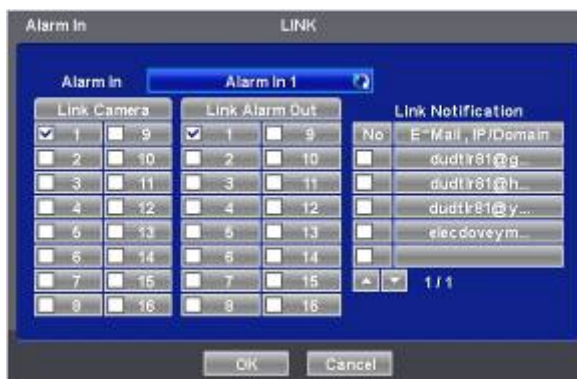 Alarm In LINK
Alarm In Alarm In 1
Link Camera Link Alarm Out Link Notification
1 9 1 9 No E-Mail , IP/Domain
2 10 2 10 dudtlr81@g...
3 11 3 11 dudtlr81@h...
4 12 4 12 dudtlr81@y...
5 13 5 13 elecdoveym...
6 14 6 14
7 15 7 15 1 / 1
8 16 8 16
OK Cancel